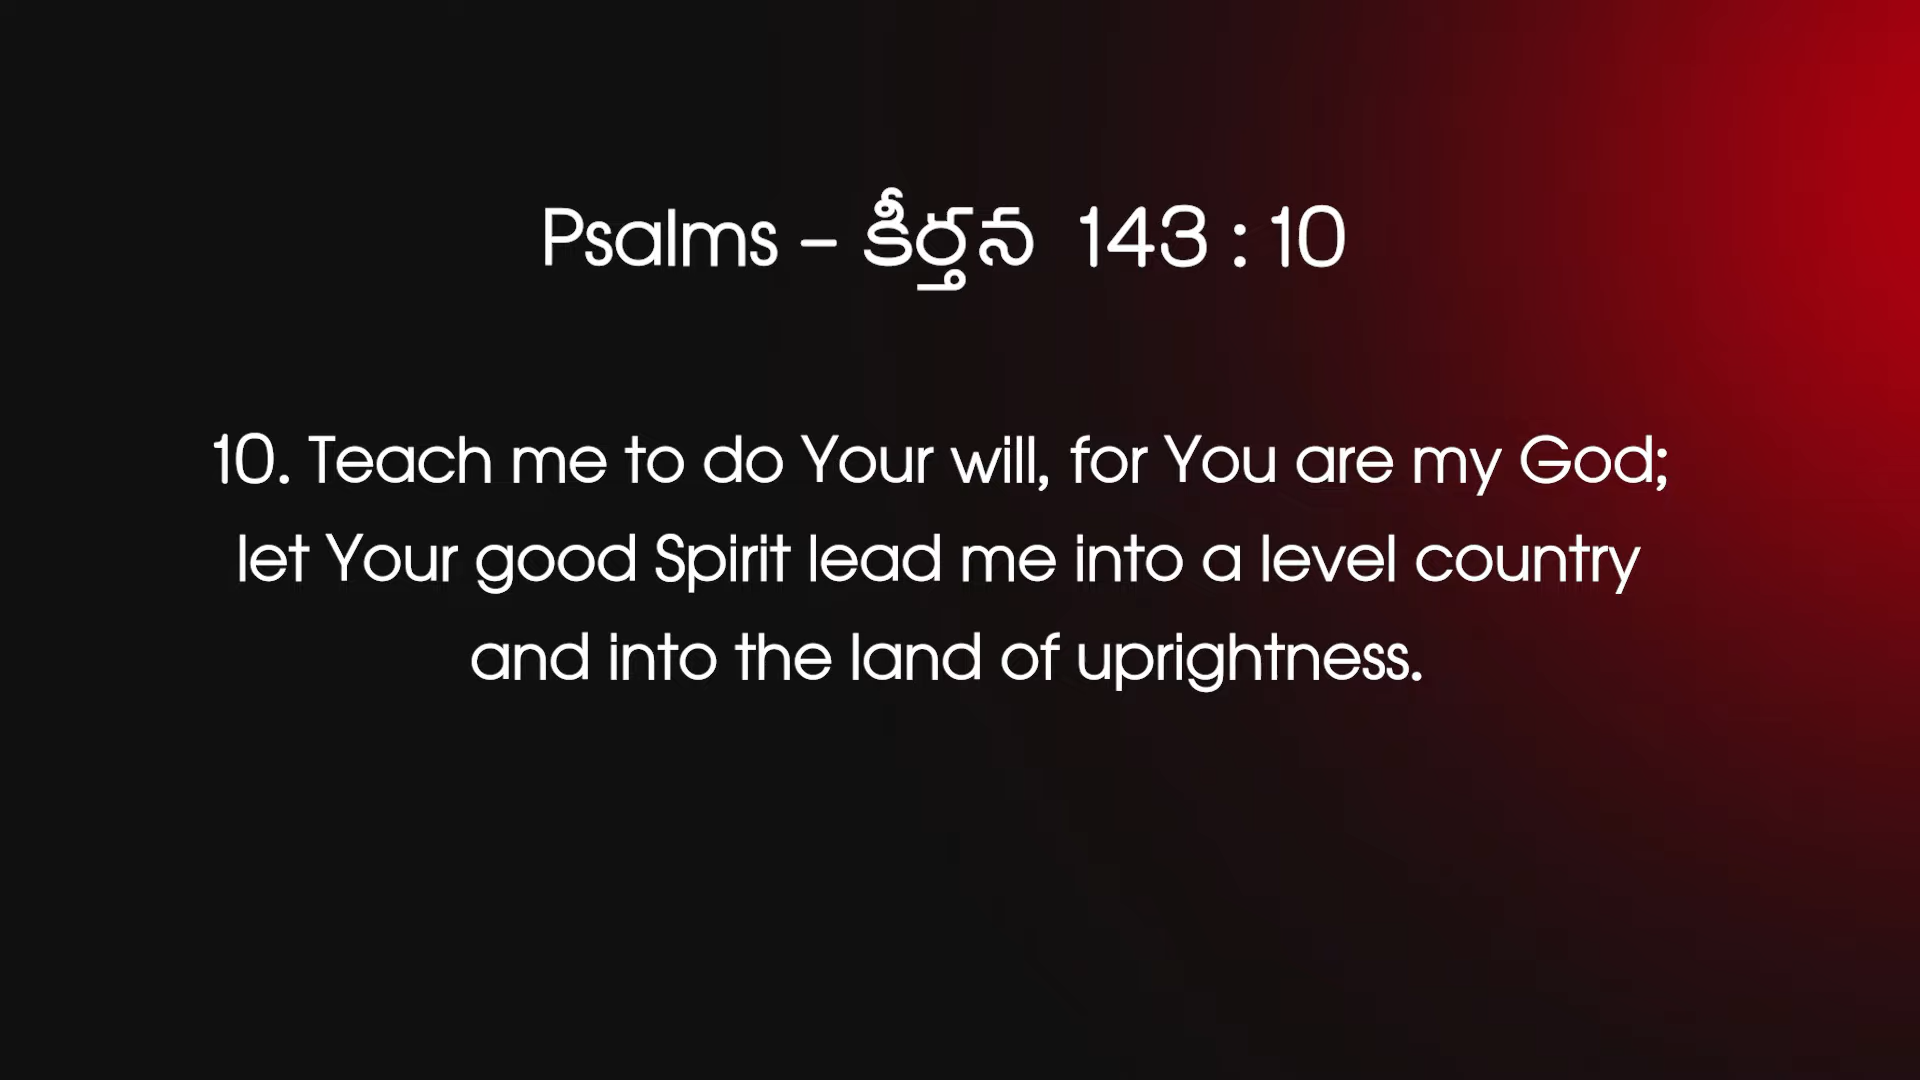 Psalms – కీర్తన 143 : 10
10. Teach me to do Your will, for You are my God;
let Your good Spirit lead me into a level country
and into the land of uprightness.